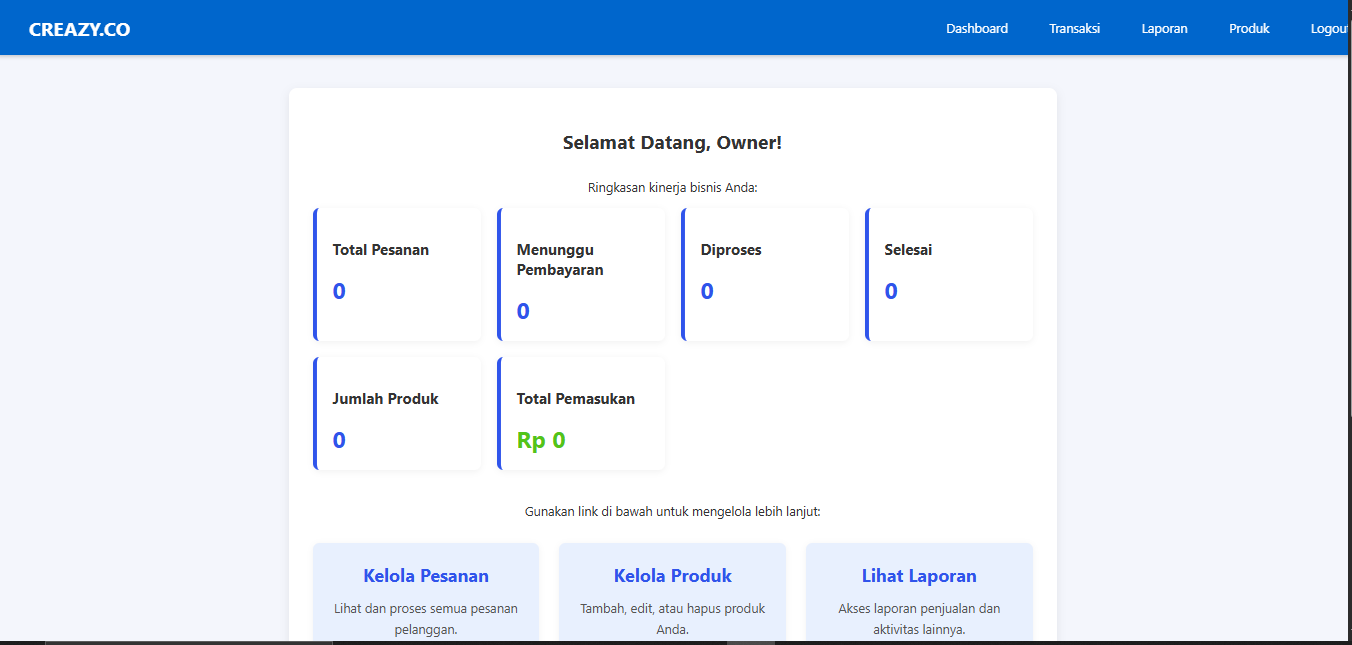 CREAZY.CO
Dashboard Transaksi Laporan Produk Logout
Selamat Datang, Owner!
Ringkasan kinerja bisnis Anda:
Total Pesanan
0
Menunggu
Pembayaran
0
Diproses
0
Selesai
0
Jumlah Produk
0
Total Pemasukan
Rp 0
Gunakan link di bawah untuk mengelola lebih lanjut:
Kelola Pesanan
Lihat dan proses semua pesanan
pelanggan.
Kelola Produk
Tambah, edit, atau hapus produk
Anda.
Lihat Laporan
Akses laporan penjualan dan
aktivitas lainnya.